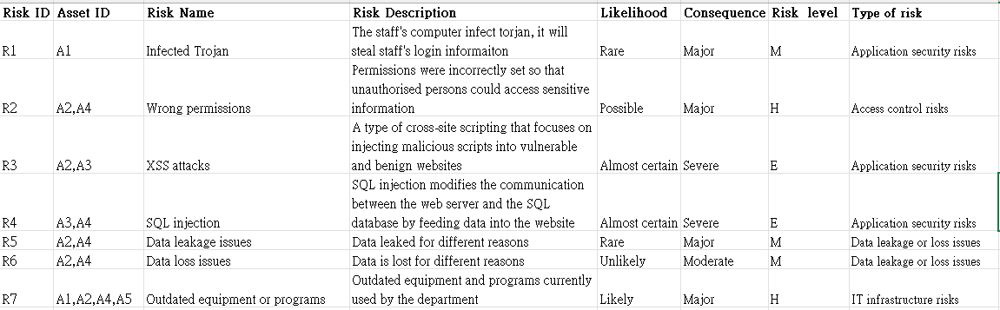 Risk ID Asset ID Risk Name Risk Description Likelihood Consequence Risk level Type of risk
The staff's computer infect torjan, it will
R1 A1 Infected Trojan steal staff's login informaiton Rare Major M Application security risks
Permissions were incorrectly set so that
unauthorised persons could access sensitive
R2 A2,A4 Wrong permissions information Possible Major H Access control risks
A type of cross-site scripting that focuses on
injecting malicious scripts into vulnerable
R3 A2,A3 XSS attacks and benign websites Almost certain Severe E Application security risks
SQL injection modifies the communication
between the web server and the SQL
R4 A3,A4 SQL injection database by feeding data into the website Almost certain Severe E Application security risks
R5 A2,A4 Data leakage issues Data leaked for different reasons Rare Major M Data leakage or loss issues
R6 A2,A4 Data loss issues Data is lost for different reasons Unlikely Moderate M Data leakage or loss issues
Outdated equipment and programs currently
R7 A1,A2,A4,A5 Outdated equipment or programs used by the department Likely Major H IT infrastructure risks